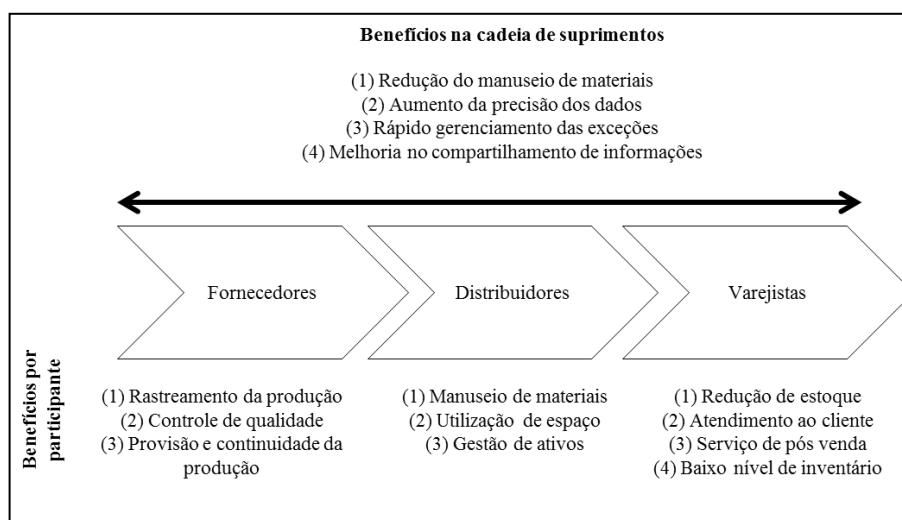 Benefícios na cadeia de suprimentos
(1) Redução do manuseio de materiais
(2) Aumento da precisão dos dados
(3) Rápido gerenciamento das exceções
(4) Melhoria no compartilhamento de informações
Fornecedores
Distribuidores
Varejistas
Benefícios por
participante
(1) Rastreamento da produção
(2) Controle de qualidade
(3) Provisão e continuidade da
produção
(1) Manuseio de materiais
(2) Utilização de espaço
(3) Gestão de ativos
(1) Redução de estoque
(2) Atendimento ao cliente
(3) Serviço de pós venda
(4) Baixo nível de inventário